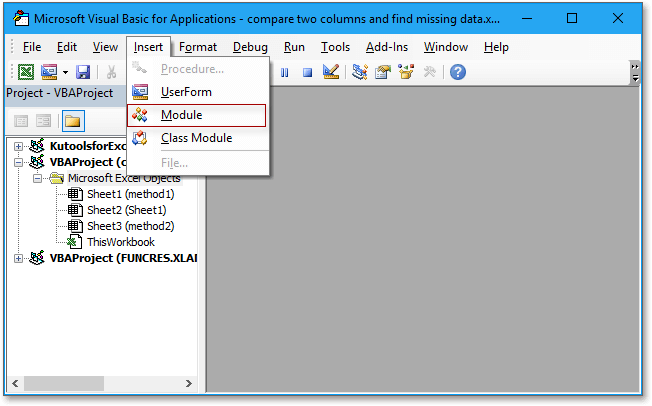 Microsoft Visual Basic for Applications - compare two columns and find missing data.x...
File Edit View Insert Format Debug Run Tools Add-Ins Window Help
Procedure...
UserForm
Module
Class Module
File...
Project - VBAProject
KutoolsforExc
VBAProject (c
Microsoft Excel Objects
Sheet1 (method1)
Sheet2 (Sheet1)
Sheet3 (method2)
ThisWorkbook
VBAProject (FUNCRES.XLAM